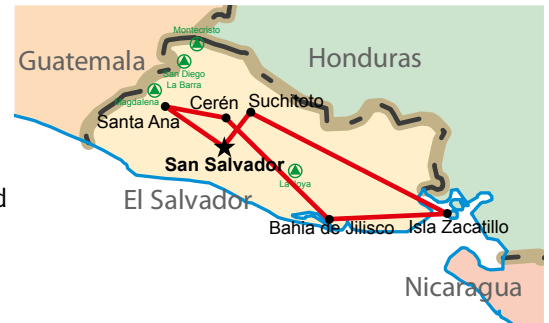 Montecristo
Guatemala
Honduras
San Diego
La Barra
Magdalena
Cerén
Suchitoto
Santa Ana
San Salvador
La Joya
d
El Salvador
Bahia de Jilisco
Isla Zacatillo
Nicaragua